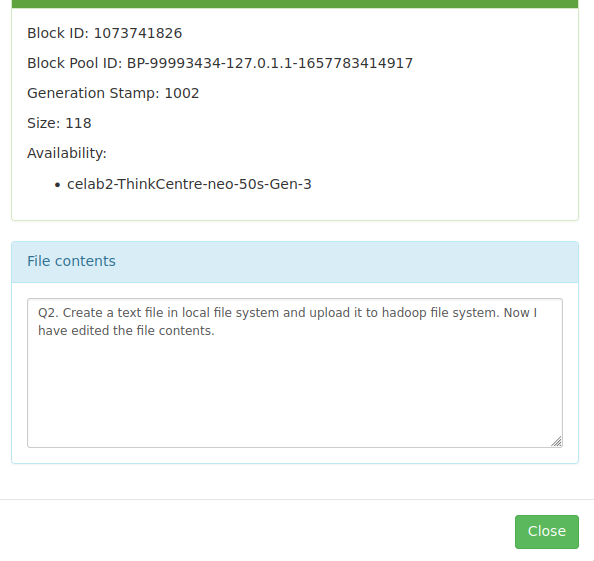 Block ID: 1073741826
Block Pool ID: BP-99993434-127.0.1.1-1657783414917
Generation Stamp: 1002
Size: 118
Availability:
• celab2-ThinkCentre-neo-50s-Gen-3
File contents
Q2. Create a text file in local file system and upload it to hadoop file system. Now I
have edited the file contents.
Close